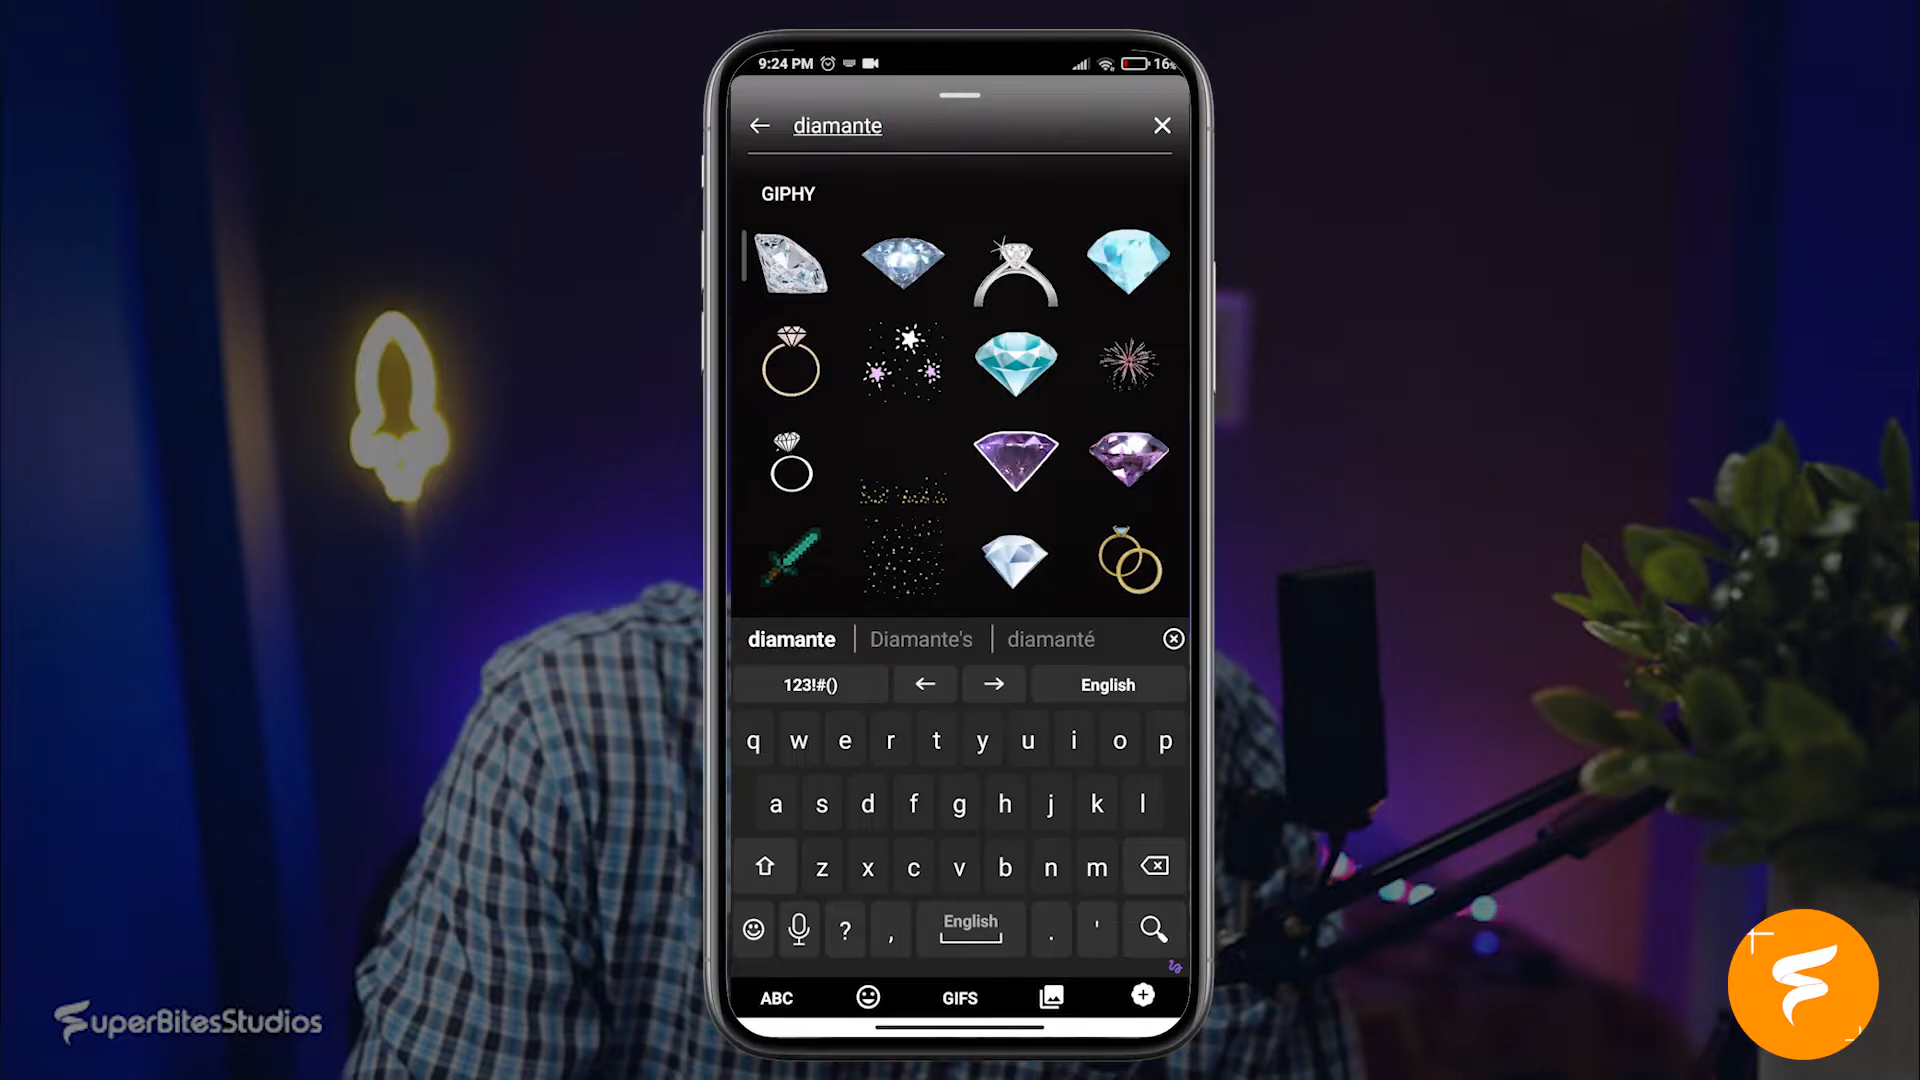 9:24 PM 16%
diamante
GIPHY
diamante Diamante's diamanté
123!#() ← → English
q w e r t y u i o p
a s d f g h j k l
z x c v b n m
? , English . '
ABC GIFS
SuperBitesStudios